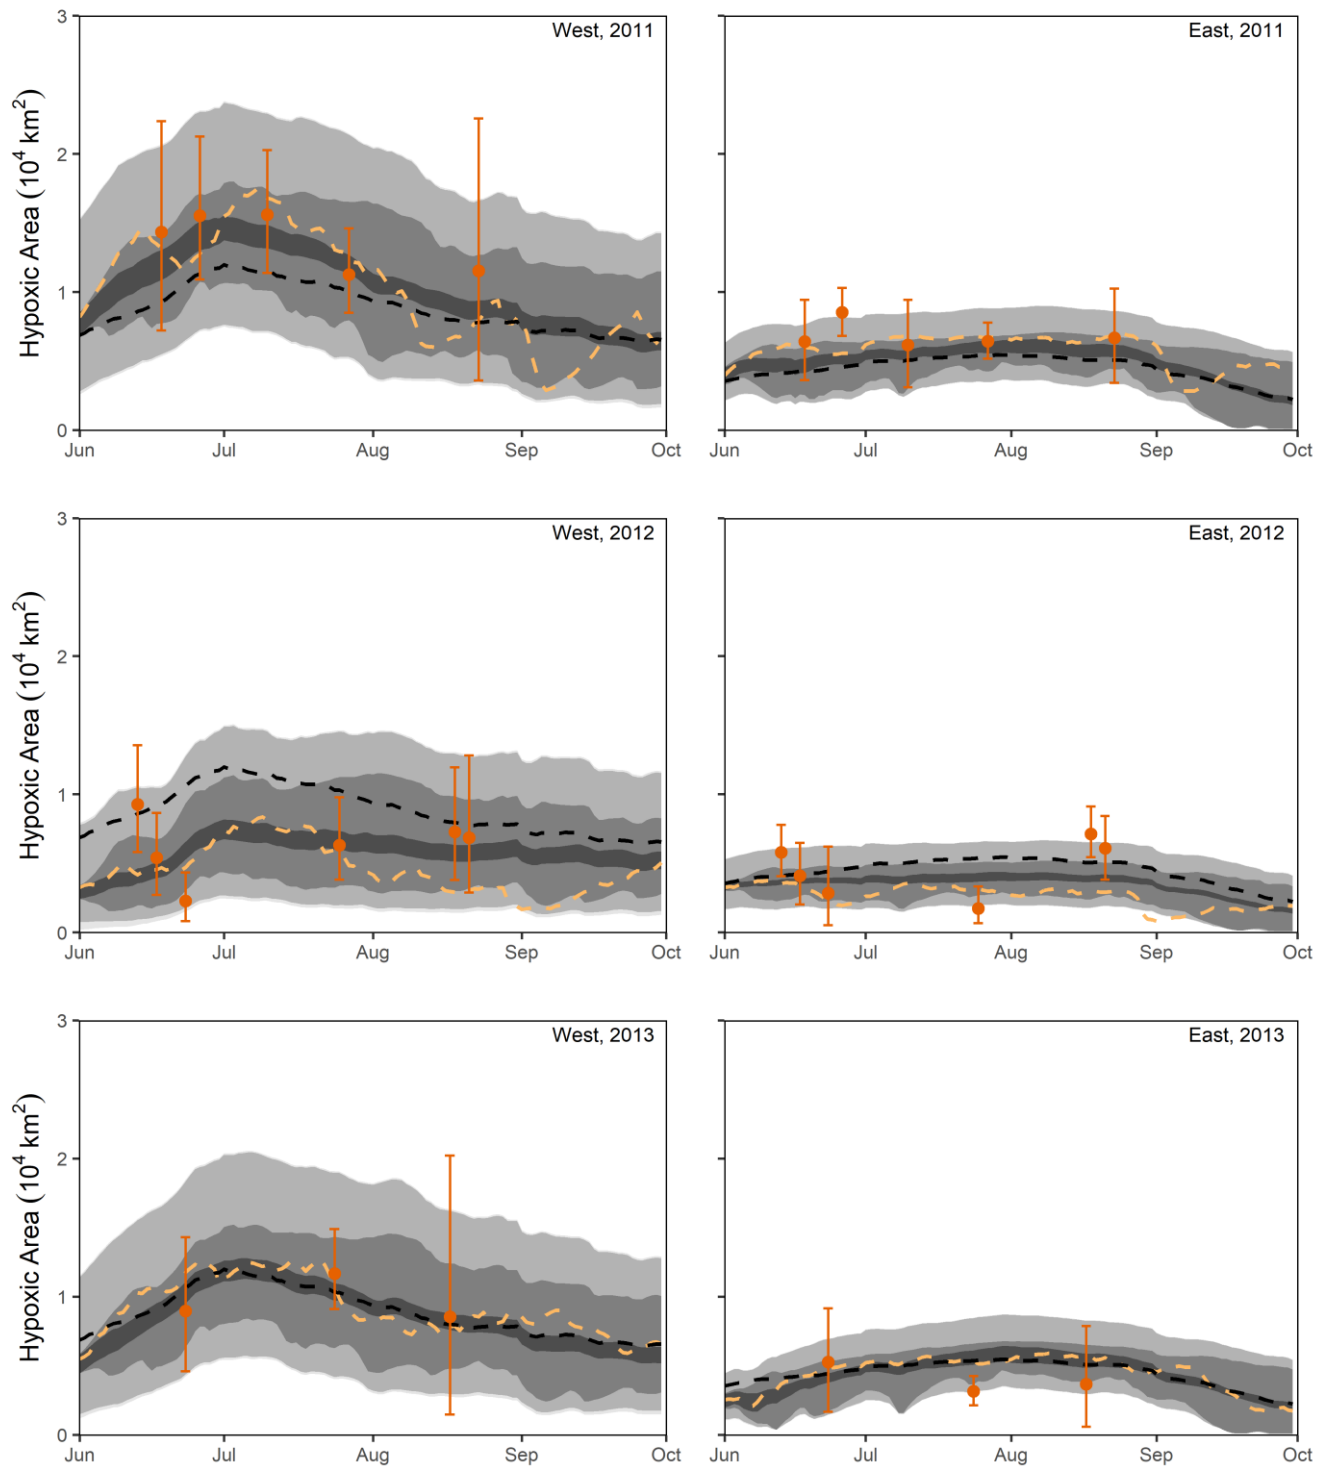 West, 2011
East, 2011
Hypoxic Area (10⁴ km²)
3
2
1
0
Jun Jul Aug Sep Oct
Jun Jul Aug Sep Oct
West, 2012
East, 2012
Hypoxic Area (10⁴ km²)
3
2
1
0
Jun Jul Aug Sep Oct
Jun Jul Aug Sep Oct
West, 2013
East, 2013
Hypoxic Area (10⁴ km²)
3
2
1
0
Jun Jul Aug Sep Oct
Jun Jul Aug Sep Oct